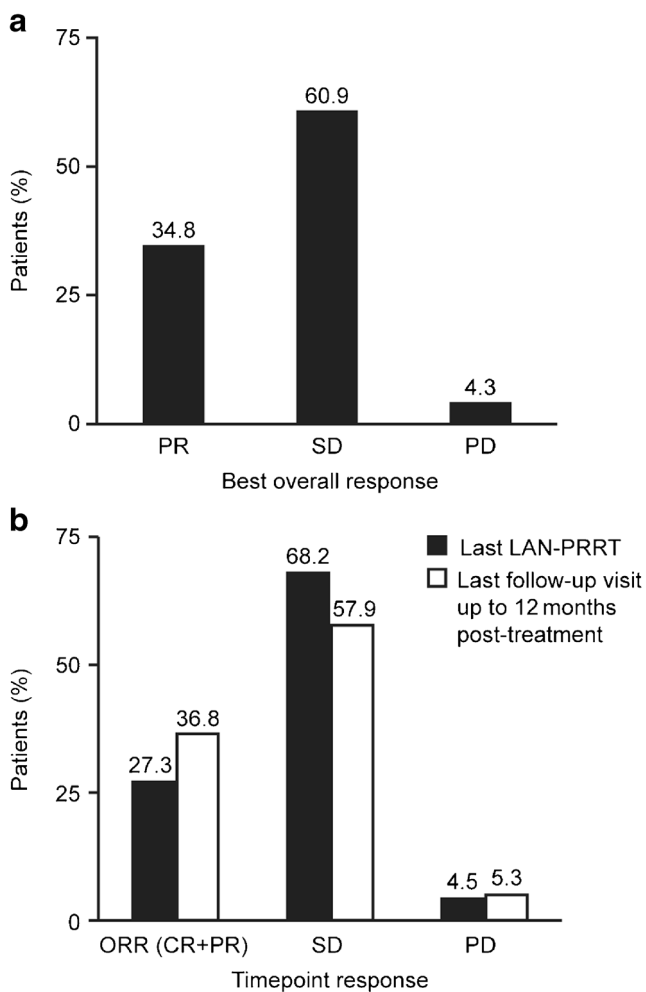 a
75
50
25
0
Patients (%)
34.8
60.9
4.3
PR SD PD
Best overall response
b
75
50
25
0
Patients (%)
27.3
36.8
68.2
57.9
4.5
5.3
Last LAN-PRRT
Last follow-up visit
up to 12 months
post-treatment
ORR (CR+PR) SD PD
Timepoint response